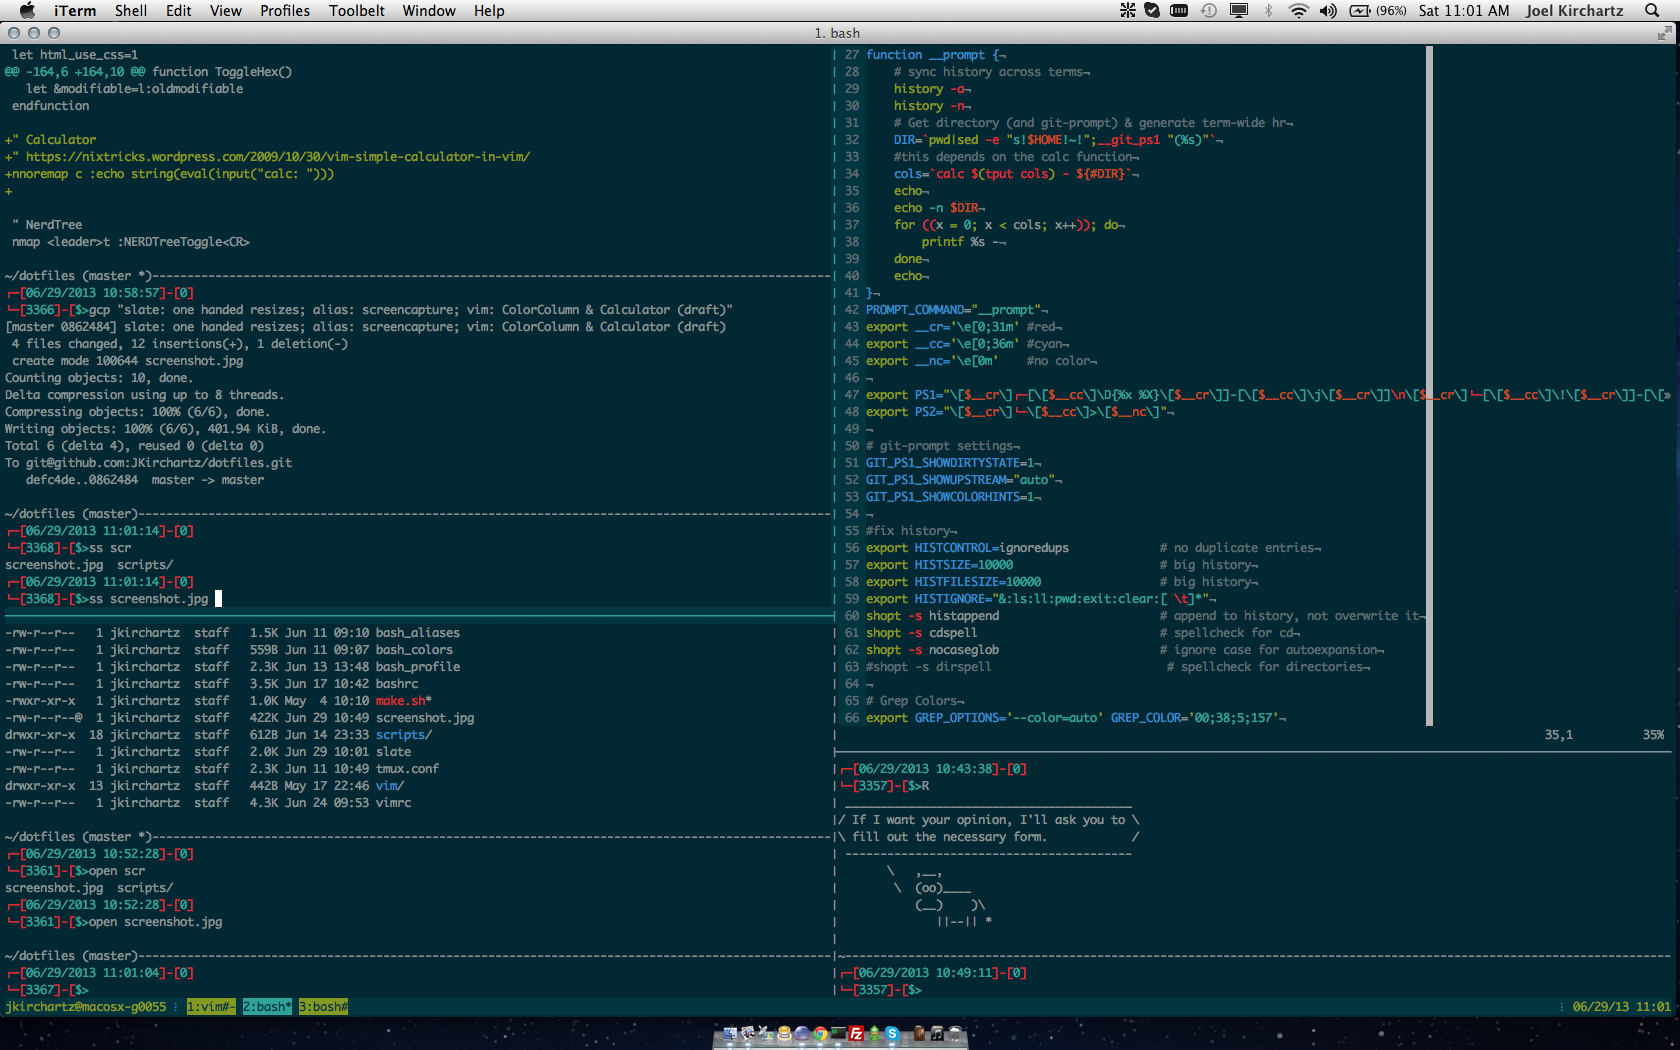 iTerm Shell Edit View Profiles Toolbelt Window Help (96%) Sat 11:01 AM Joel Kirchartz
1. bash
let html_use_css=1
@@ -164,6 +164,10 @@ function ToggleHex()
let &modifiable=l:oldmodifiable
endfunction
+" Calculator
+" https://nixtricks.wordpress.com/2009/10/30/vim-simple-calculator-in-vim/
+nnoremap c :echo string(eval(input("calc: ")))
+
" NerdTree
nmap <leader>t :NERDTreeToggle<CR>
~/dotfiles (master *)-----------------------------------------------------------------
┌─[06/29/2013 10:58:57]-[0]
└─[3366]-[$>gcp "slate: one handed resizes; alias: screencapture; vim: ColorColumn & Calculator (draft)"
[master 0862484] slate: one handed resizes; alias: screencapture; vim: ColorColumn & Calculator (draft)
4 files changed, 12 insertions(+), 1 deletion(-)
create mode 100644 screenshot.jpg
Counting objects: 10, done.
Delta compression using up to 8 threads.
Compressing objects: 100% (6/6), done.
Writing objects: 100% (6/6), 401.94 KiB, done.
Total 6 (delta 4), reused 0 (delta 0)
To git@github.com:JKirchartz/dotfiles.git
defc4de..0862484  master -> master
~/dotfiles (master)-----------------------------------------------------------------
┌─[06/29/2013 11:01:14]-[0]
└─[3368]-[$>ss scr
screenshot.jpg  scripts/
┌─[06/29/2013 11:01:14]-[0]
└─[3368]-[$>ss screenshot.jpg
-rw-r--r--   1 jkirchartz  staff   1.5K Jun 11 09:10 bash_aliases
-rw-r--r--   1 jkirchartz  staff   559B Jun 11 09:07 bash_colors
-rw-r--r--   1 jkirchartz  staff   2.3K Jun 13 13:48 bash_profile
-rw-r--r--   1 jkirchartz  staff   3.5K Jun 17 10:42 bashrc
-rwxr-xr-x   1 jkirchartz  staff   1.0K May  4 10:10 make.sh*
-rw-r--r--@  1 jkirchartz  staff   422K Jun 29 10:49 screenshot.jpg
drwxr-xr-x  18 jkirchartz  staff   612B Jun 14 23:33 scripts/
-rw-r--r--   1 jkirchartz  staff   2.0K Jun 29 10:01 slate
-rw-r--r--   1 jkirchartz  staff   2.3K Jun 11 10:49 tmux.conf
drwxr-xr-x  13 jkirchartz  staff   442B May 17 22:46 vim/
-rw-r--r--   1 jkirchartz  staff   4.3K Jun 24 09:53 vimrc
~/dotfiles (master *)-----------------------------------------------------------------
┌─[06/29/2013 10:52:28]-[0]
└─[3361]-[$>open scr
screenshot.jpg  scripts/
┌─[06/29/2013 10:52:28]-[0]
└─[3361]-[$>open screenshot.jpg
~/dotfiles (master)-----------------------------------------------------------------
┌─[06/29/2013 11:01:04]-[0]
└─[3367]-[$>
27 function __prompt {¬
28     # sync history across terms¬
29     history -a¬
30     history -n¬
31     # Get directory (and git-prompt) & generate term-wide hr¬
32     DIR=`pwd|sed -e "s!$HOME!~!";__git_ps1 "(%s)"`¬
33     #this depends on the calc function¬
34     cols=`calc $(tput cols) - ${#DIR}`¬
35     echo¬
36     echo -n $DIR¬
37     for ((x = 0; x < cols; x++)); do¬
38         printf %s -¬
39     done¬
40     echo¬
41 }¬
42 PROMPT_COMMAND="__prompt"¬
43 export __cr='\e[0;31m' #red¬
44 export __cc='\e[0;36m' #cyan¬
45 export __nc='\e[0m'    #no color¬
46 ¬
47 export PS1="\[$__cr\]┌─[\[$__cc\]\D{%x %X}\[$__cr\]]-[\[$__cc\]\j\[$__cr\]]\n\[$__cr\]└─[\[$__cc\]\!\[$__cr\]]-[\[»
48 export PS2="\[$__cr\]└─\[$__cc\]>\[$__nc\]"¬
49 ¬
50 # git-prompt settings¬
51 GIT_PS1_SHOWDIRTYSTATE=1¬
52 GIT_PS1_SHOWUPSTREAM="auto"¬
53 GIT_PS1_SHOWCOLORHINTS=1¬
54 ¬
55 #fix history¬
56 export HISTCONTROL=ignoredups             # no duplicate entries¬
57 export HISTSIZE=10000                     # big history¬
58 export HISTFILESIZE=10000                 # big history¬
59 export HISTIGNORE="&:ls:ll:pwd:exit:clear:[ \t]*"¬
60 shopt -s histappend                       # append to history, not overwrite it¬
61 shopt -s cdspell                          # spellcheck for cd¬
62 shopt -s nocaseglob                       # ignore case for autoexpansion¬
63 #shopt -s dirspell                         # spellcheck for directories¬
64 ¬
65 # Grep Colors¬
66 export GREP_OPTIONS='--color=auto' GREP_COLOR='00;38;5;157'¬
35,1          35%
┌─[06/29/2013 10:43:38]-[0]
└─[3357]-[$>R
_________________________________________
/ If I want your opinion, I'll ask you to \
\ fill out the necessary form.            /
-----------------------------------------
\   ,__,
\  (oo)____
(__)    )\
||--|| *
~-----------------------------------------------------------------
┌─[06/29/2013 10:49:11]-[0]
└─[3357]-[$>
jkirchartz@macosx-g0055 ⋮ 1:vim#- 2:bash* 3:bash# ⋮ 06/29/13 11:01